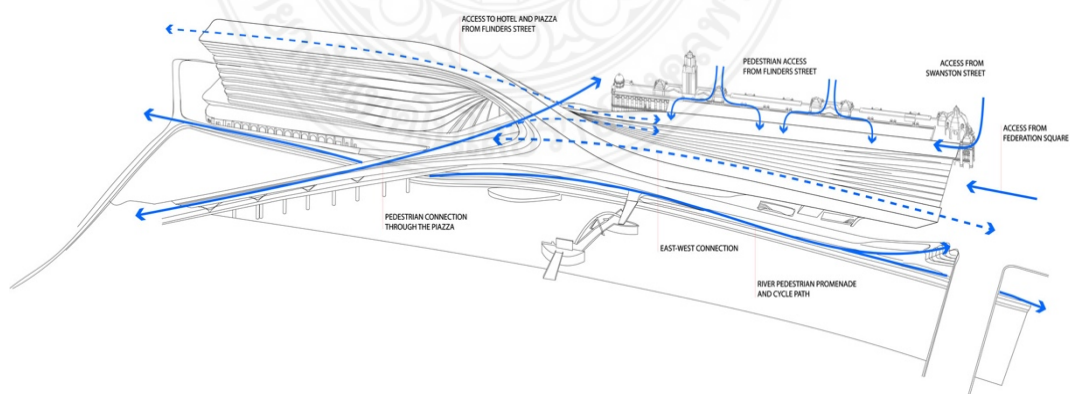 ACCESS TO HOTEL AND PIAZZA
FROM FLINDERS STREET
PEDESTRIAN ACCESS
FROM FLINDERS STREET
ACCESS FROM
SWANSTON STREET
ACCESS FROM
FEDERATION SQUARE
PEDESTRIAN CONNECTION
THROUGH THE PIAZZA
EAST-WEST CONNECTION
RIVER PEDESTRIAN PROMENADE
AND CYCLE PATH